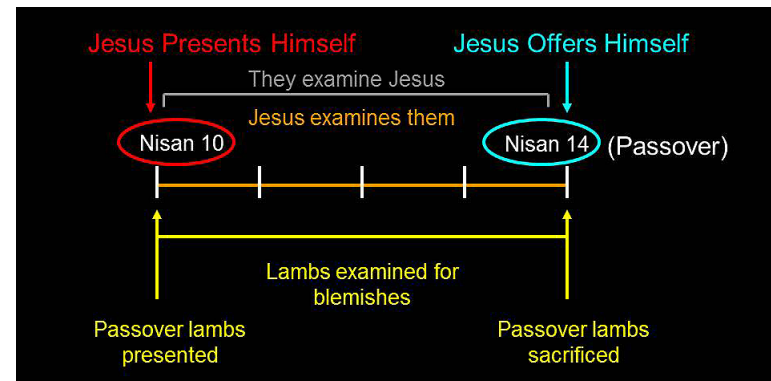 Jesus Presents Himself
Jesus Offers Himself
They examine Jesus
Jesus examines them
Nisan 10
Nisan 14
(Passover)
Lambs examined for
blemishes
Passover lambs
presented
Passover lambs
sacrificed